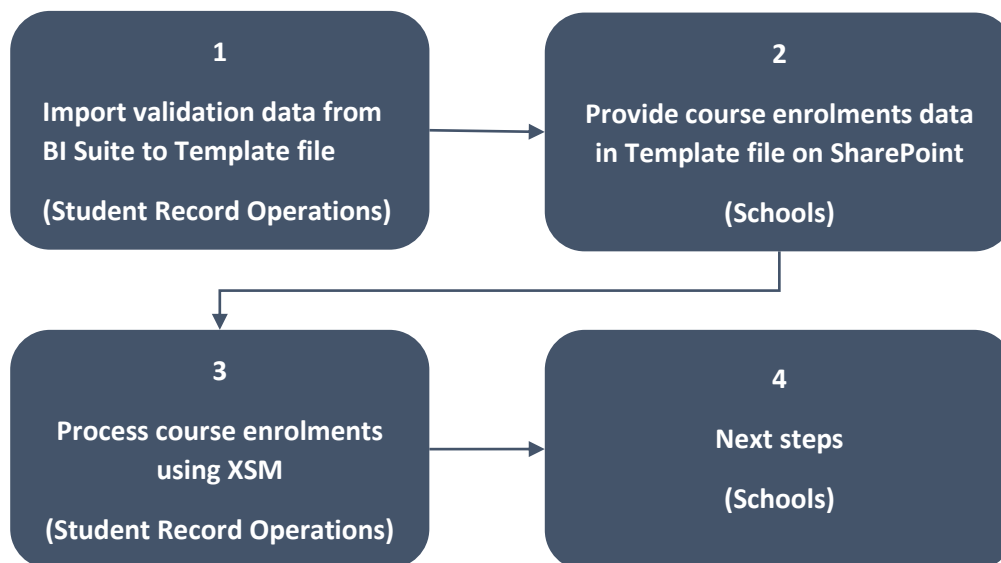 1
Import validation data from
BI Suite to Template file
(Student Record Operations)
2
Provide course enrolments data
in Template file on SharePoint
(Schools)
3
Process course enrolments
using XSM
(Student Record Operations)
4
Next steps
(Schools)